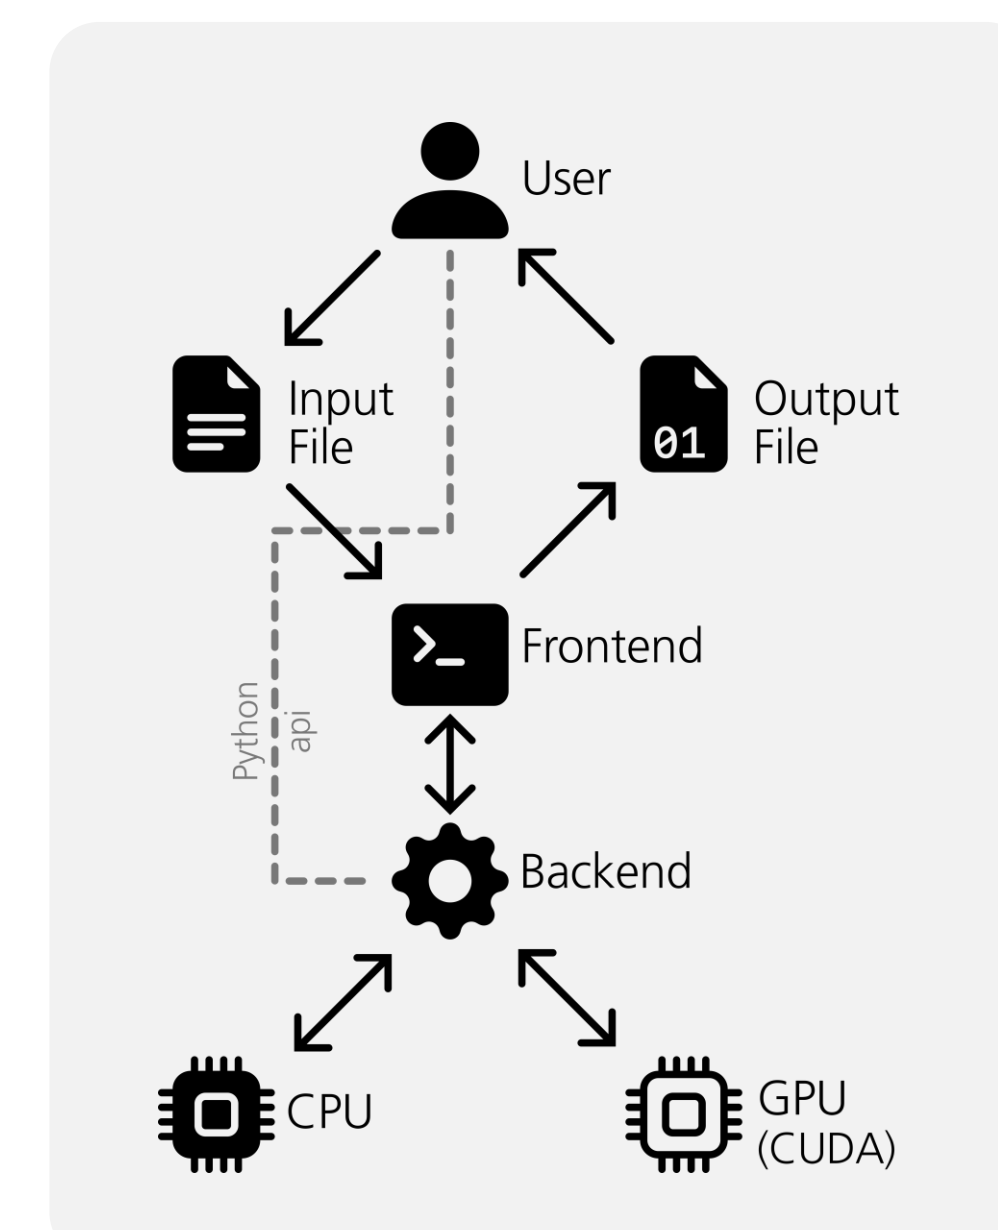 User
Input
File
Output
File
01
Frontend
Python
api
Backend
CPU
GPU
(CUDA)